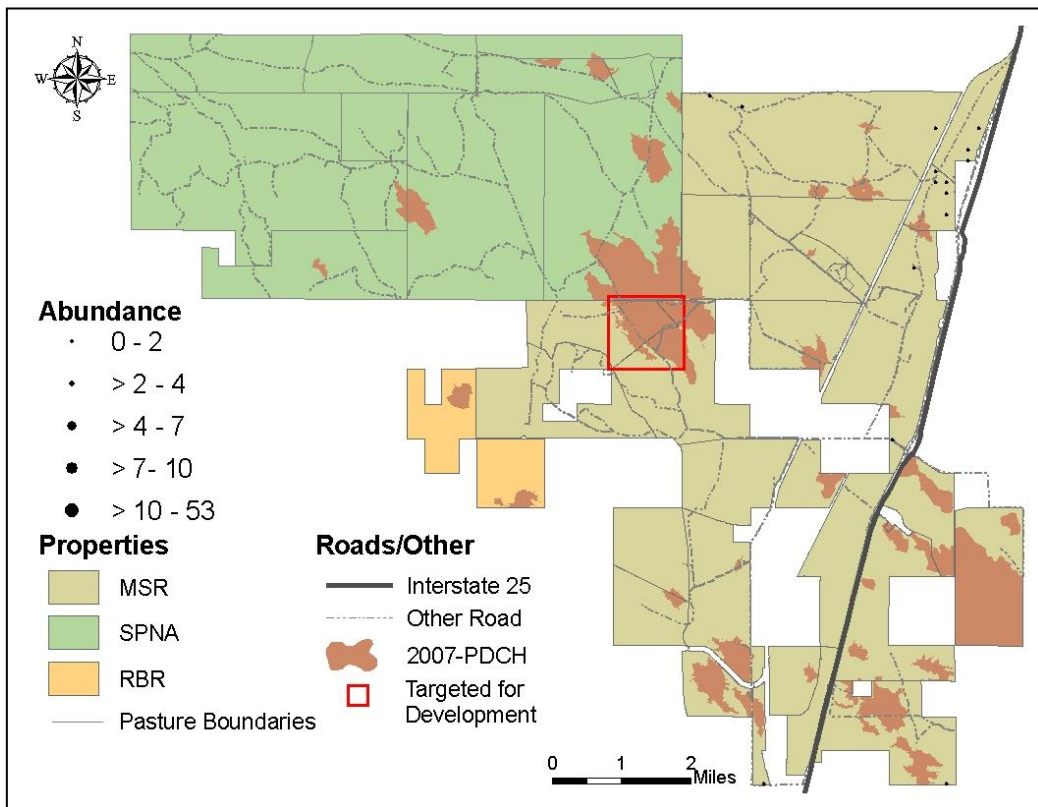 N
W E
S
Abundance
0 - 2
> 2 - 4
> 4 - 7
> 7- 10
> 10 - 53
Properties
MSR
SPNA
RBR
Pasture Boundaries
Roads/Other
Interstate 25
Other Road
2007-PDCH
Targeted for
Development
0 1 2
Miles